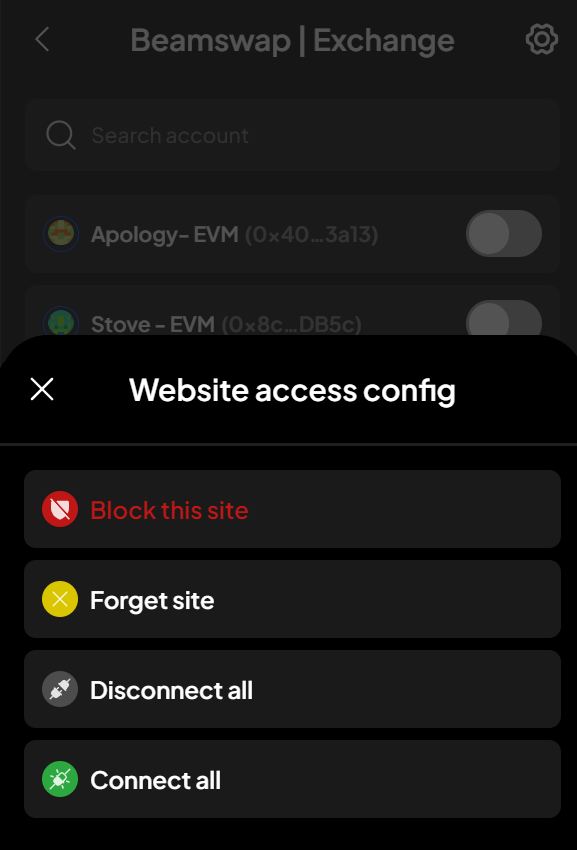 Beamswap | Exchange
Search account
Apology- EVM (0x40...3a13)
Stove - EVM (0x8c...DB5c)
Website access config
Block this site
Forget site
Disconnect all
Connect all